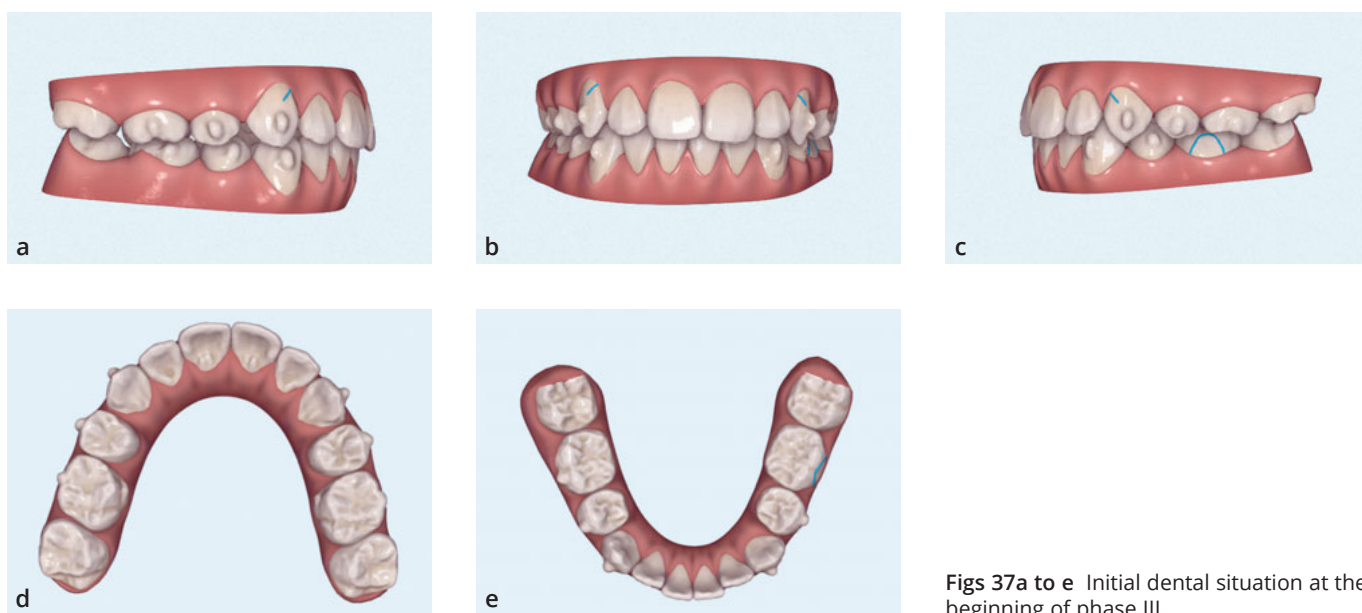 a
b
c
d
e
Figs 37a to e Initial dental situation at the
beginning of phase III